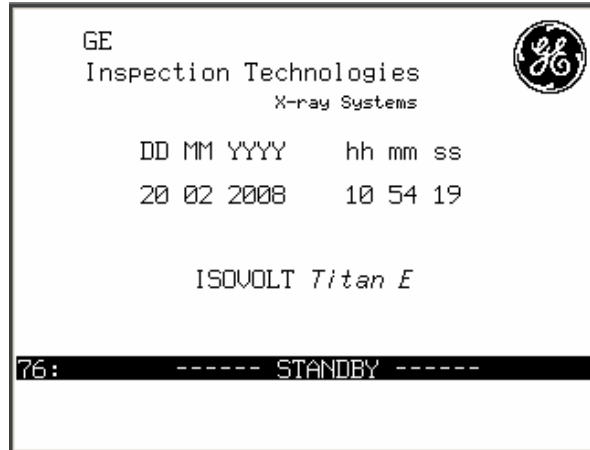 GE
Inspection Technologies
X-ray Systems
DD MM YYYY hh mm ss
20 02 2008 10 54 19
ISOVOLT Titan E
76: ------ STANDBY ------